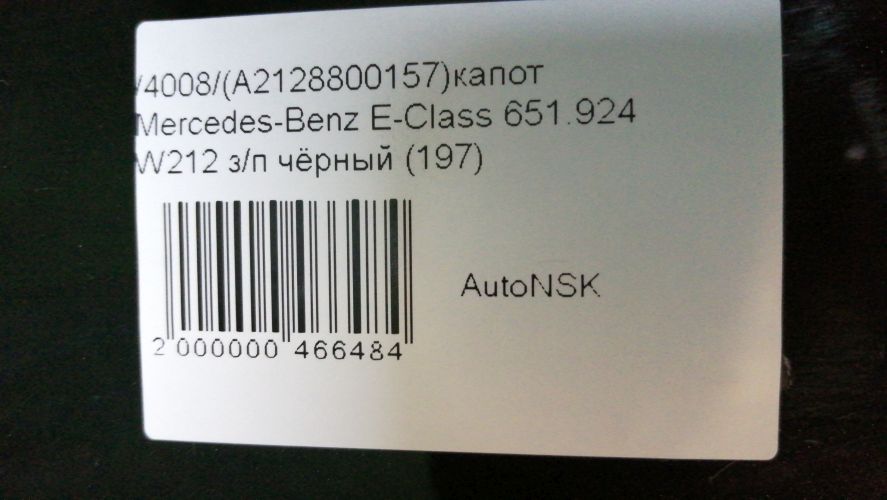 /4008/(A2128800157)капот
Mercedes-Benz E-Class 651.924
W212 з/п чёрный (197)
AutoNSK
2 000000 466484